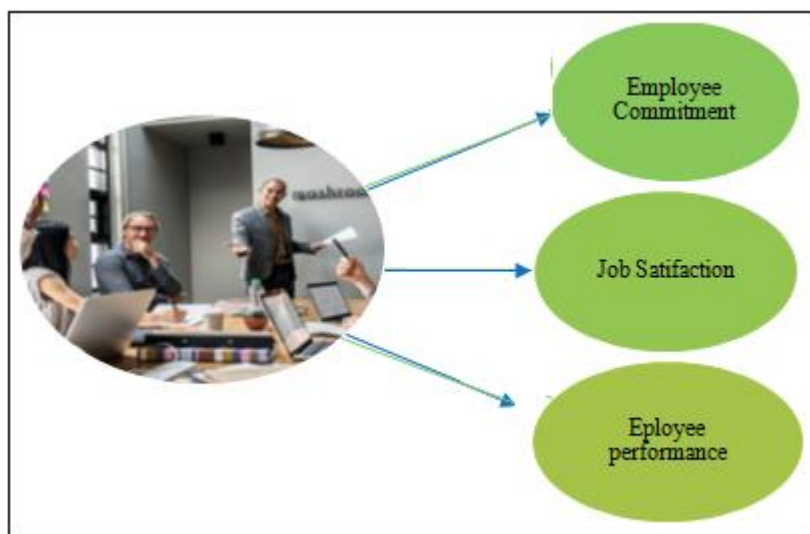 Employee
Commitment
Job Satifaction
Eployee
performance